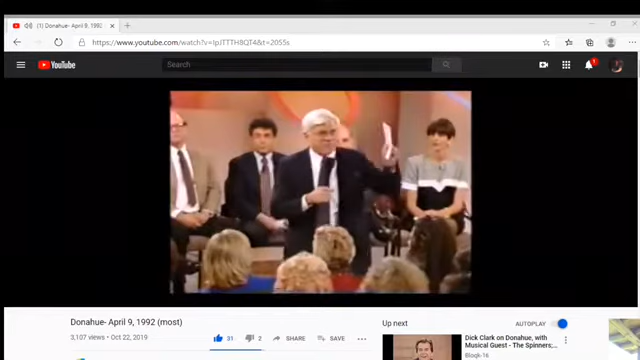 (1) Donahue- April 9, 1992
https://www.youtube.com/watch?v=IpJTTTH8QT4&t=2055s
YouTube
Search
1
Donahue- April 9, 1992 (most)
3,107 views • Oct 22, 2019
31
2
SHARE
SAVE
Up next
AUTOPLAY
Dick Clark on Donahue, with
Musical Guest - The Spinners;...
Bloqk-16